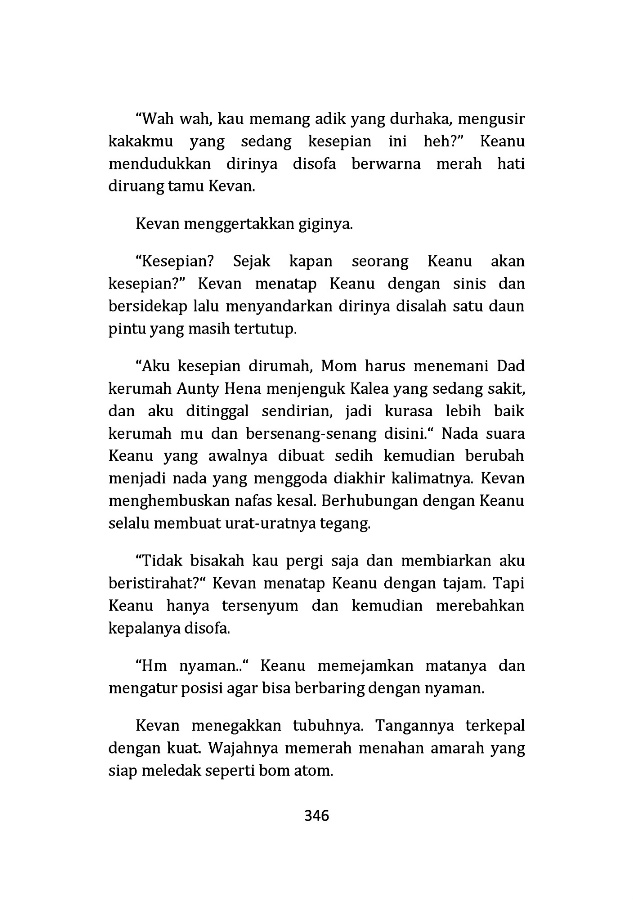 “Wah wah, kau memang adik yang durhaka, mengusir
kakakmu yang sedang kesepian ini heh?” Keanu
mendudukkan dirinya disofa berwarna merah hati
diruang tamu Kevan.
Kevan menggertakkan giginya.
“Kesepian? Sejak kapan seorang Keanu akan
kesepian?” Kevan menatap Keanu dengan sinis dan
bersidekap lalu menyandarkan dirinya disalah satu daun
pintu yang masih tertutup.
“Aku kesepian dirumah, Mom harus menemani Dad
kerumah Aunty Hena menjenguk Kalea yang sedang sakit,
dan aku ditinggal sendirian, jadi kurasa lebih baik
kerumah mu dan bersenang-senang disini.“ Nada suara
Keanu yang awalnya dibuat sedih kemudian berubah
menjadi nada yang menggoda diakhir kalimatnya. Kevan
menghembuskan nafas kesal. Berhubungan dengan Keanu
selalu membuat urat-uratnya tegang.
“Tidak bisakah kau pergi saja dan membiarkan aku
beristirahat?“ Kevan menatap Keanu dengan tajam. Tapi
Keanu hanya tersenyum dan kemudian merebahkan
kepalanya disofa.
“Hm nyaman..“ Keanu memejamkan matanya dan
mengatur posisi agar bisa berbaring dengan nyaman.
Kevan menegakkan tubuhnya. Tangannya terkepal
dengan kuat. Wajahnya memerah menahan amarah yang
siap meledak seperti bom atom.
346